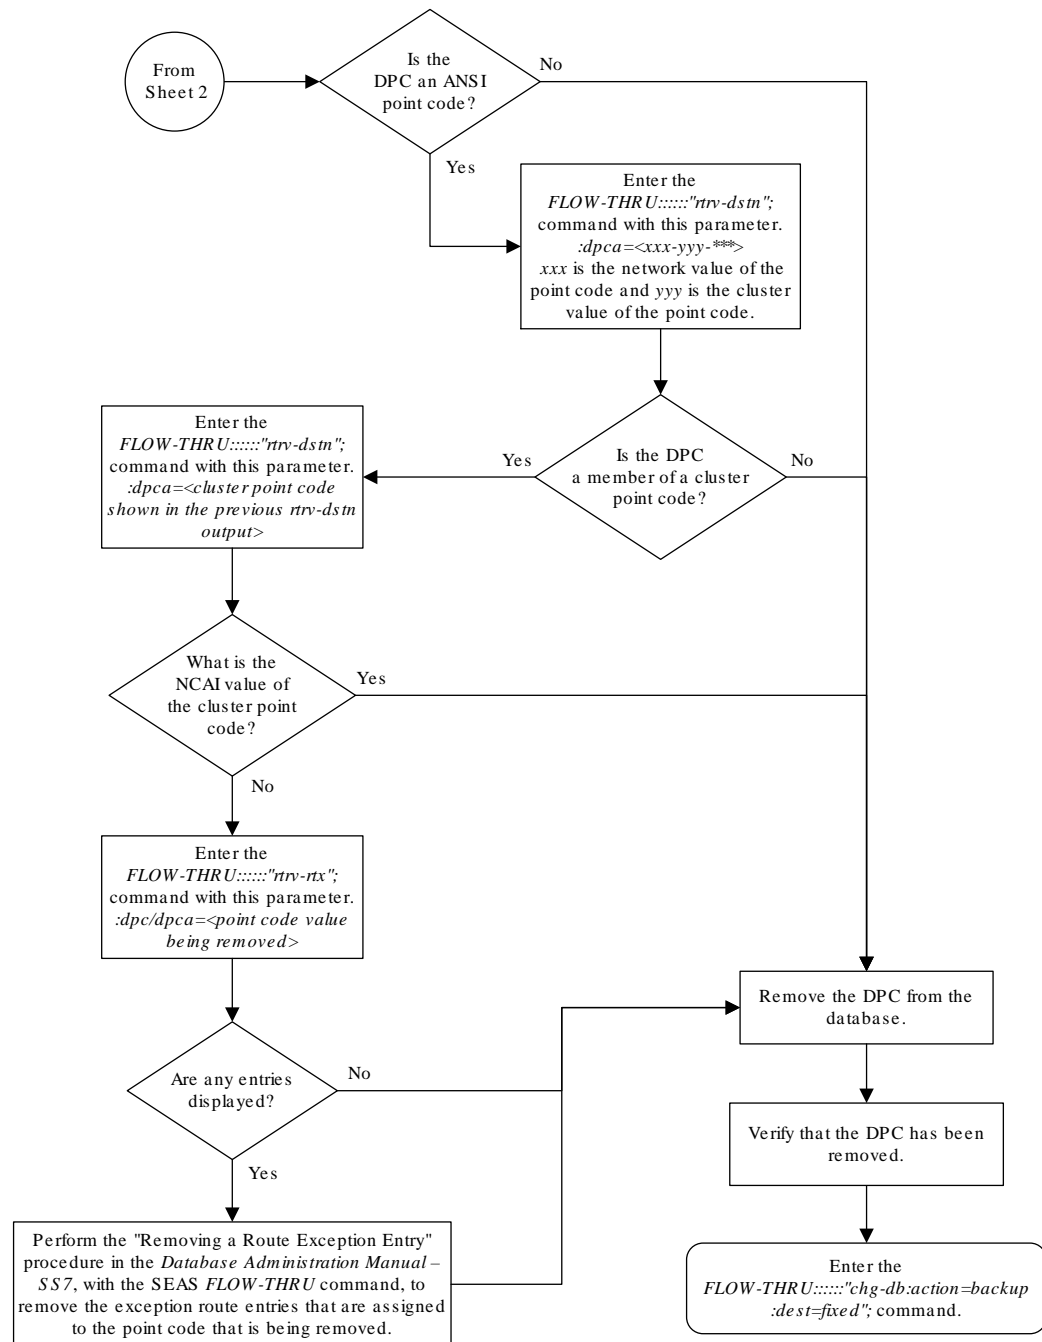 From
Sheet 2
Is the
DPC an ANSI
point code?
No
Yes
Enter the
FLOW-THRU::::::"rtrv-dstn";
command with this parameter.
:dpca=<xxx-yyy-***>
xxx is the network value of the
point code and yyy is the cluster
value of the point code.
Is the DPC
a member of a cluster
point code?
Yes
No
Enter the
FLOW-THRU::::::"rtrv-dstn";
command with this parameter.
:dpca=<cluster point code
shown in the previous rtrv-dstn
output>
What is the
NCAI value of
the cluster point
code?
Yes
No
Enter the
FLOW-THRU::::::"rtrv-rtx";
command with this parameter.
:dpc/dpca=<point code value
being removed>
Are any entries
displayed?
No
Yes
Perform the "Removing a Route Exception Entry"
procedure in the Database Administration Manual –
SS7, with the SEAS FLOW-THRU command, to
remove the exception route entries that are assigned
to the point code that is being removed.
Remove the DPC from the
database.
Verify that the DPC has been
removed.
Enter the
FLOW-THRU::::::"chg-db:action=backup
:dest=fixed"; command.